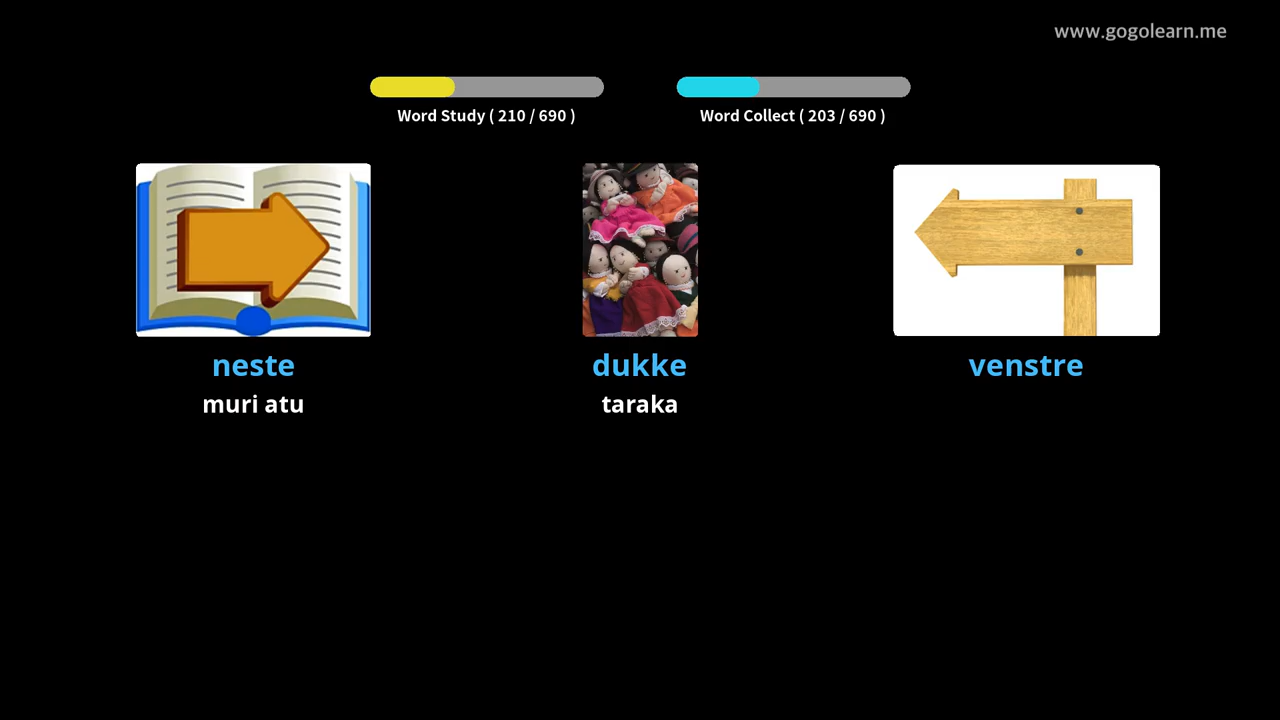 www.gogolearn.me
Word Study ( 210 / 690 )
Word Collect ( 203 / 690 )
neste
dukke
venstre
muri atu
taraka